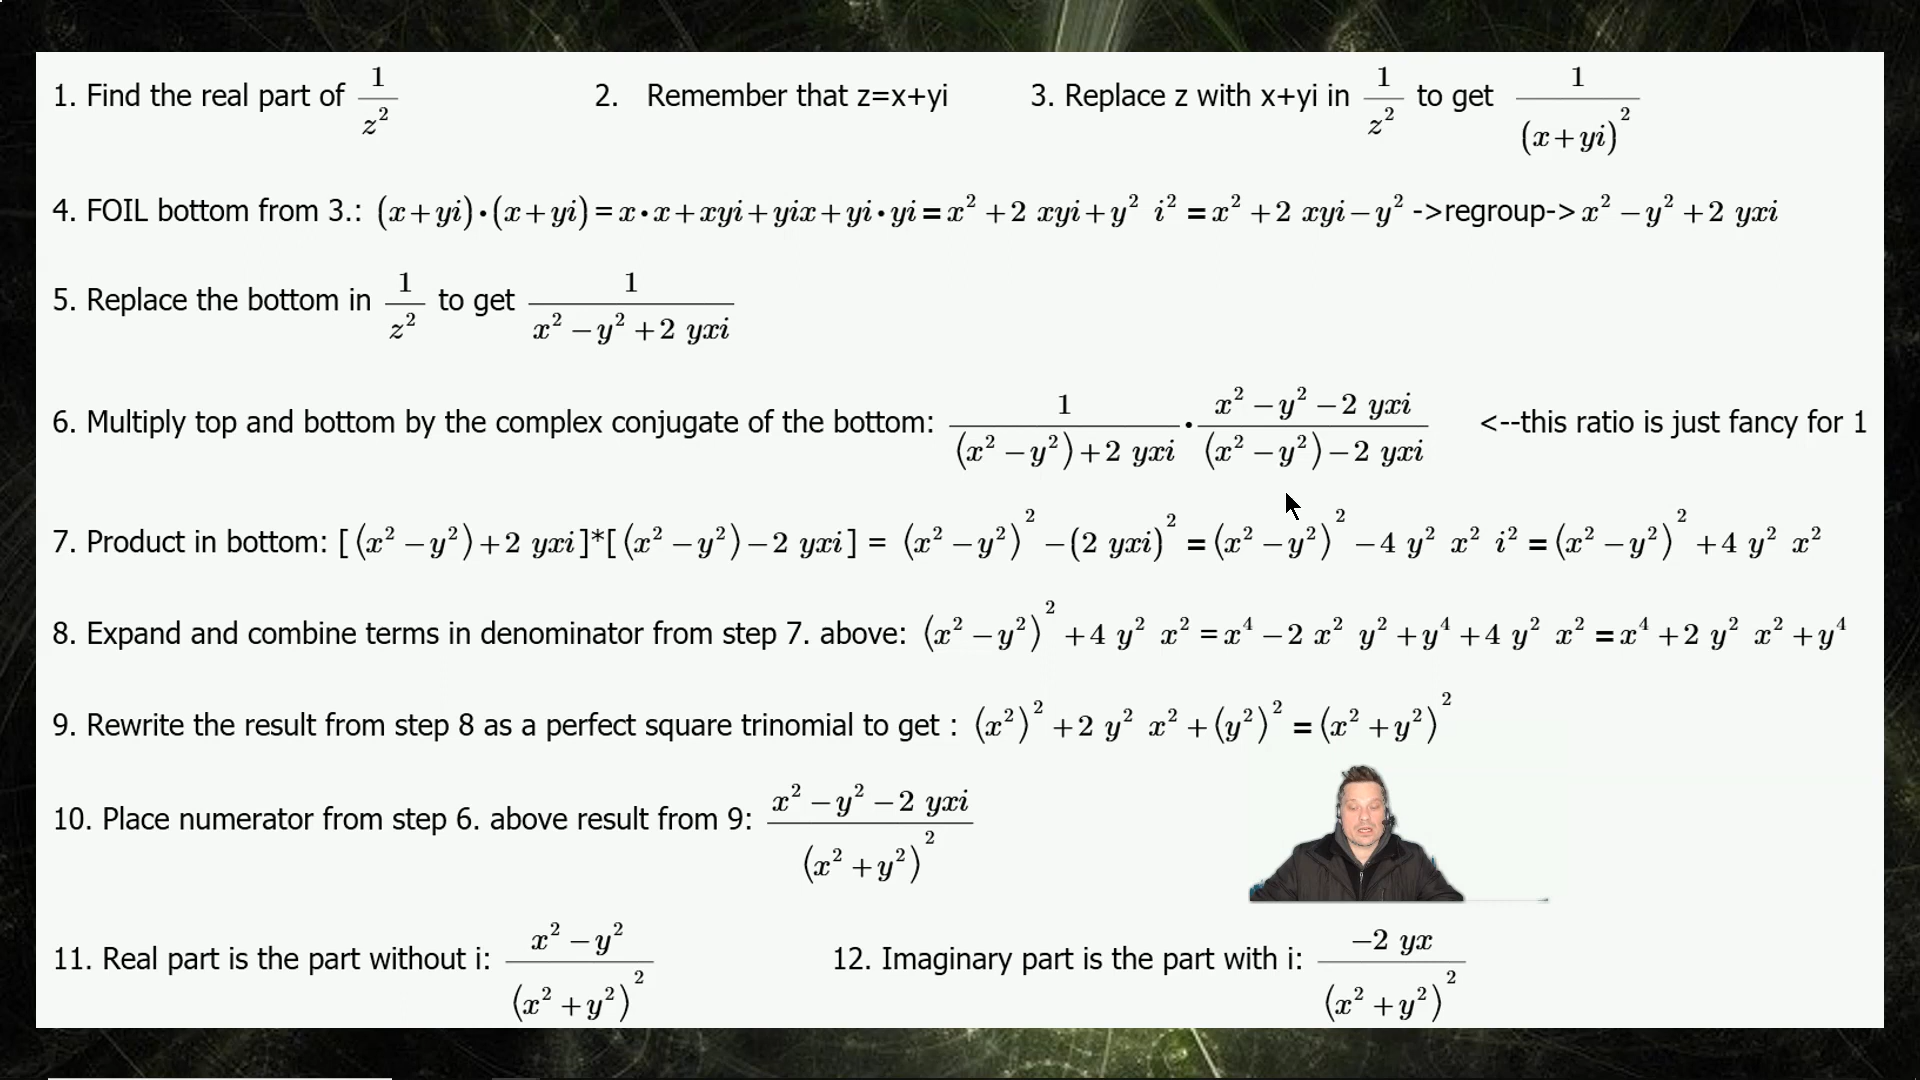 1. Find the real part of 1/z²
2. Remember that z=x+yi
3. Replace z with x+yi in 1/z² to get 1/(x+yi)²
4. FOIL bottom from 3.: (x+yi)·(x+yi)=x·x+xyi+yix+yi·yi=x²+2 xyi+y² i²=x²+2 xyi−y² ->regroup-> x²−y²+2 yxi
5. Replace the bottom in 1/z² to get 1/(x²−y²+2 yxi)
6. Multiply top and bottom by the complex conjugate of the bottom: 1/((x²−y²)+2 yxi)·(x²−y²−2 yxi)/((x²−y²)−2 yxi) <--this ratio is just fancy for 1
7. Product in bottom: [(x²−y²)+2 yxi]*[(x²−y²)−2 yxi] = (x²−y²)²−(2 yxi)²=(x²−y²)²−4 y² x² i²=(x²−y²)²+4 y² x²
8. Expand and combine terms in denominator from step 7. above: (x²−y²)²+4 y² x²=x⁴−2 x² y²+y⁴+4 y² x²=x⁴+2 y² x²+y⁴
9. Rewrite the result from step 8 as a perfect square trinomial to get : (x²)²+2 y² x²+(y²)²=(x²+y²)²
10. Place numerator from step 6. above result from 9: (x²−y²−2 yxi)/(x²+y²)²
11. Real part is the part without i: (x²−y²)/(x²+y²)²
12. Imaginary part is the part with i: −2 yx/(x²+y²)²